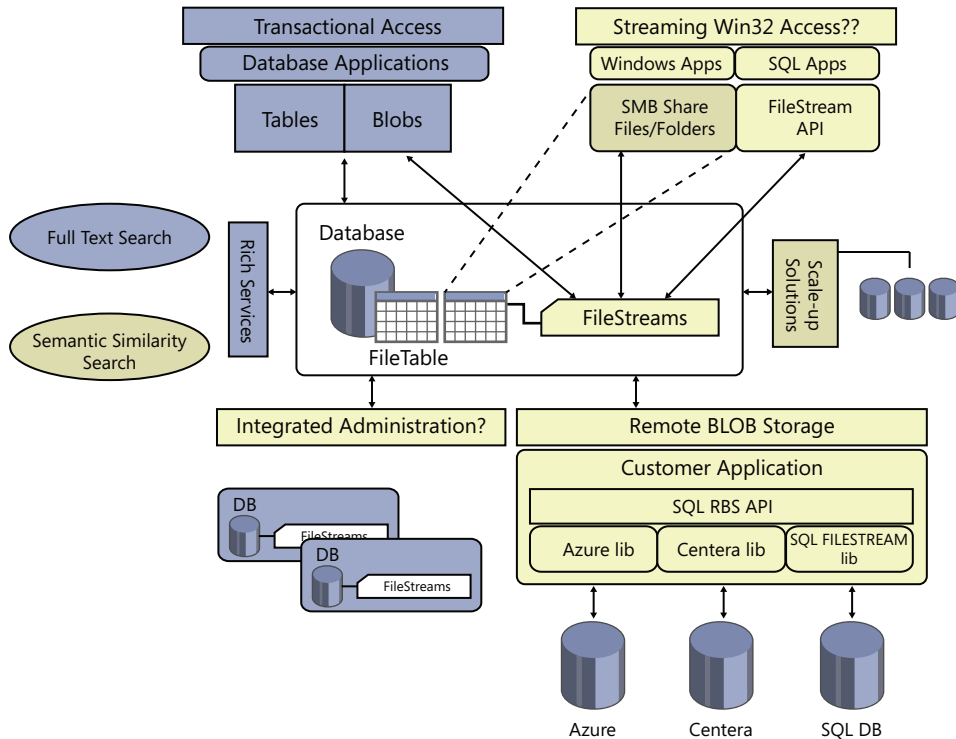 Transactional Access
Streaming Win32 Access??
Database Applications
Windows Apps
SQL Apps
Tables
Blobs
SMB Share
Files/Folders
FileStream
API
Full Text Search
Semantic Similarity
Search
Rich Services
Database
FileTable
FileStreams
Scale-up
Solutions
Integrated Administration?
Remote BLOB Storage
Customer Application
SQL RBS API
Azure lib
Centera lib
SQL FILESTREAM
lib
DB
FileStreams
DB
FileStreams
Azure
Centera
SQL DB